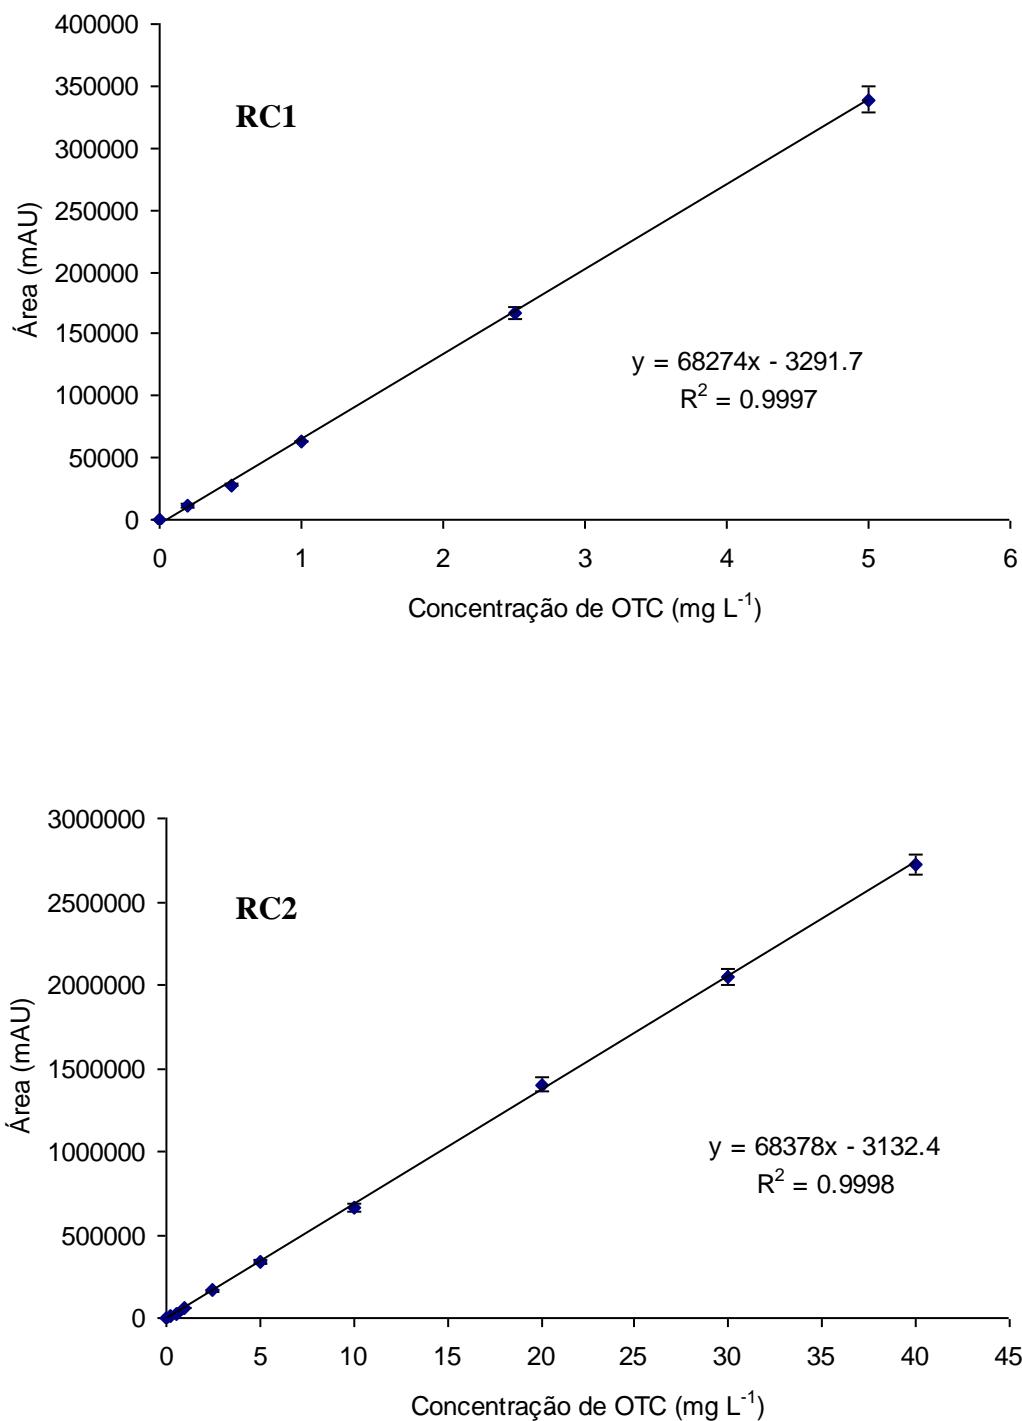 400000
350000
300000
250000
200000
150000
100000
50000
0
Área (mAU)
RC1
y = 68274x - 3291.7
R² = 0.9997
0 1 2 3 4 5 6
Concentração de OTC (mg L⁻¹)
3000000
2500000
2000000
1500000
1000000
500000
0
Área (mAU)
RC2
y = 68378x - 3132.4
R² = 0.9998
0 5 10 15 20 25 30 35 40 45
Concentração de OTC (mg L⁻¹)